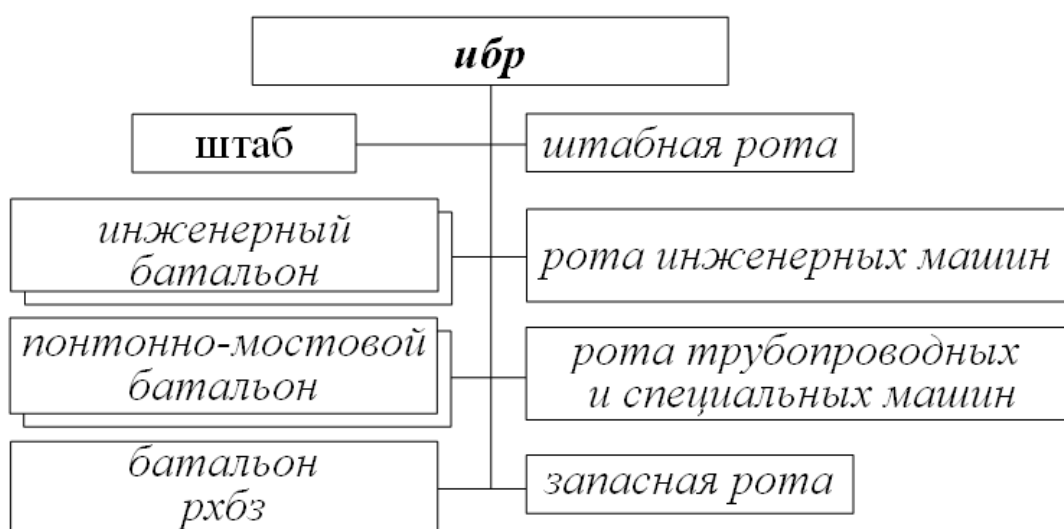 ибр
штаб
штабная рота
инженерный
батальон
рота инженерных машин
понтонно-мостовой
батальон
рота трубопроводных
и специальных машин
батальон
рхбз
запасная рота